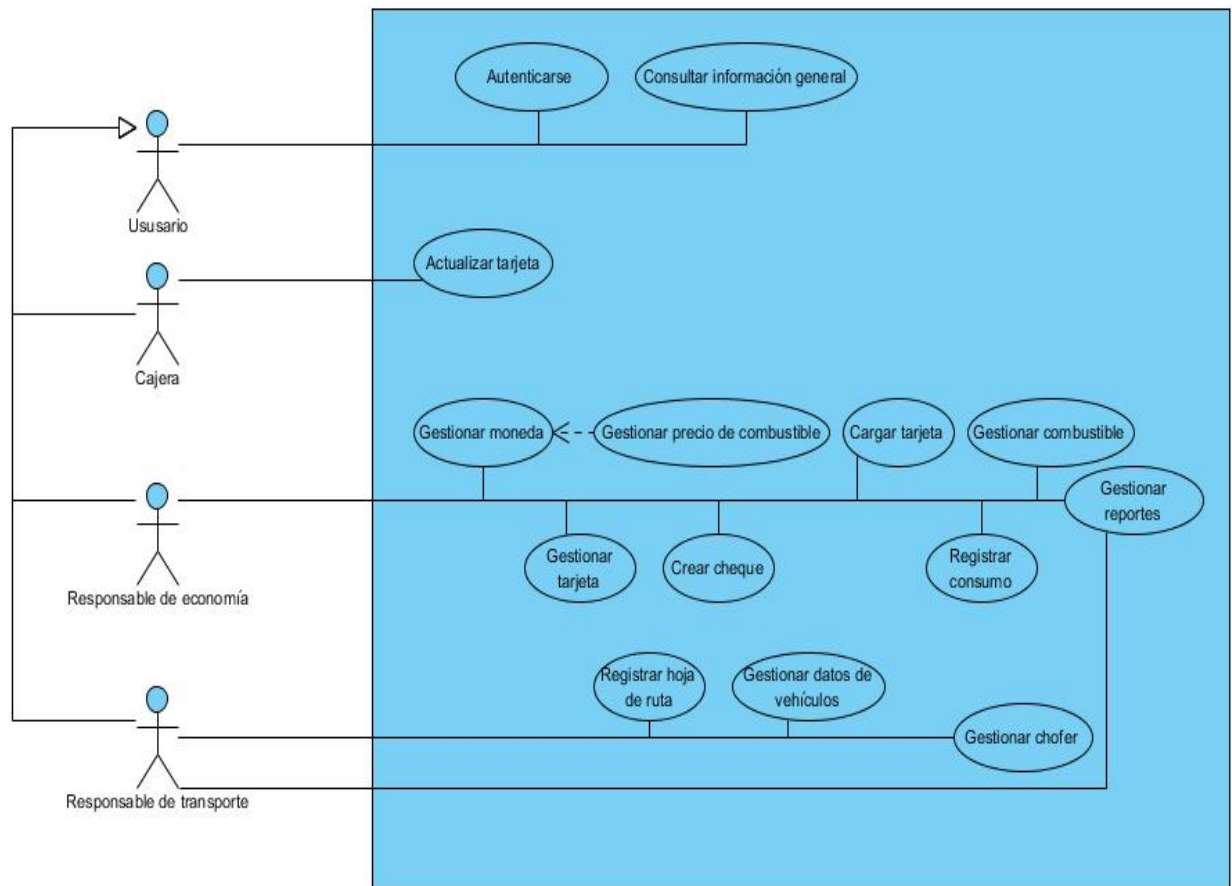 Autenticarse
Consultar información general
Ususario
Actualizar tarjeta
Cajera
Gestionar moneda
Gestionar precio de combustible
Cargar tarjeta
Gestionar combustible
Gestionar
reportes
Gestionar
tarjeta
Crear cheque
Registrar
consumo
Responsable de economía
Registrar hoja
de ruta
Gestionar datos de
vehículos
Gestionar chofer
Responsable de transporte